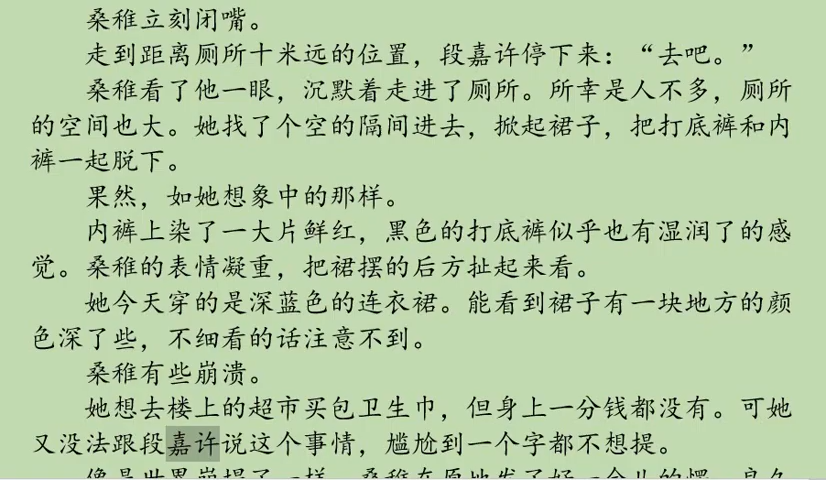 桑稚立刻闭嘴。
走到距离厕所十米远的位置，段嘉许停下来：“去吧。”
桑稚看了他一眼，沉默着走进了厕所。所幸是人不多，厕所
的空间也大。她找了个空的隔间进去，掀起裙子，把打底裤和内
裤一起脱下。
果然，如她想象中的那样。
内裤上染了一大片鲜红，黑色的打底裤似乎也有湿润了的感
觉。桑稚的表情凝重，把裙摆的后方扯起来看。
她今天穿的是深蓝色的连衣裙。能看到裙子有一块地方的颜
色深了些，不细看的话注意不到。
桑稚有些崩溃。
她想去楼上的超市买包卫生巾，但身上一分钱都没有。可她
又没法跟段嘉许说这个事情，尴尬到一个字都不想提。